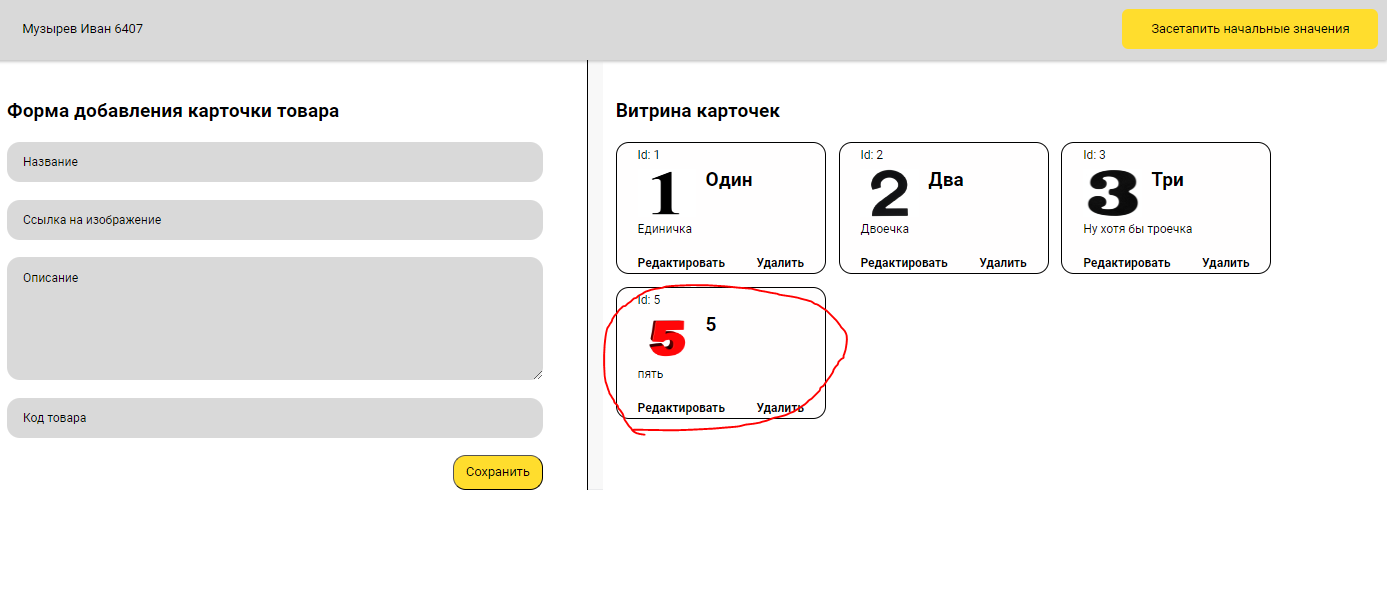 Музырев Иван 6407
Засетапить начальные значения
Форма добавления карточки товара
Название
Ссылка на изображение
Описание
Код товара
Сохранить
Витрина карточек
Id: 1
1 Один
Единичка
Редактировать Удалить
Id: 2
2 Два
Двоечка
Редактировать Удалить
Id: 3
3 Три
Ну хотя бы троечка
Редактировать Удалить
Id: 5
5 5
пять
Редактировать Удалить